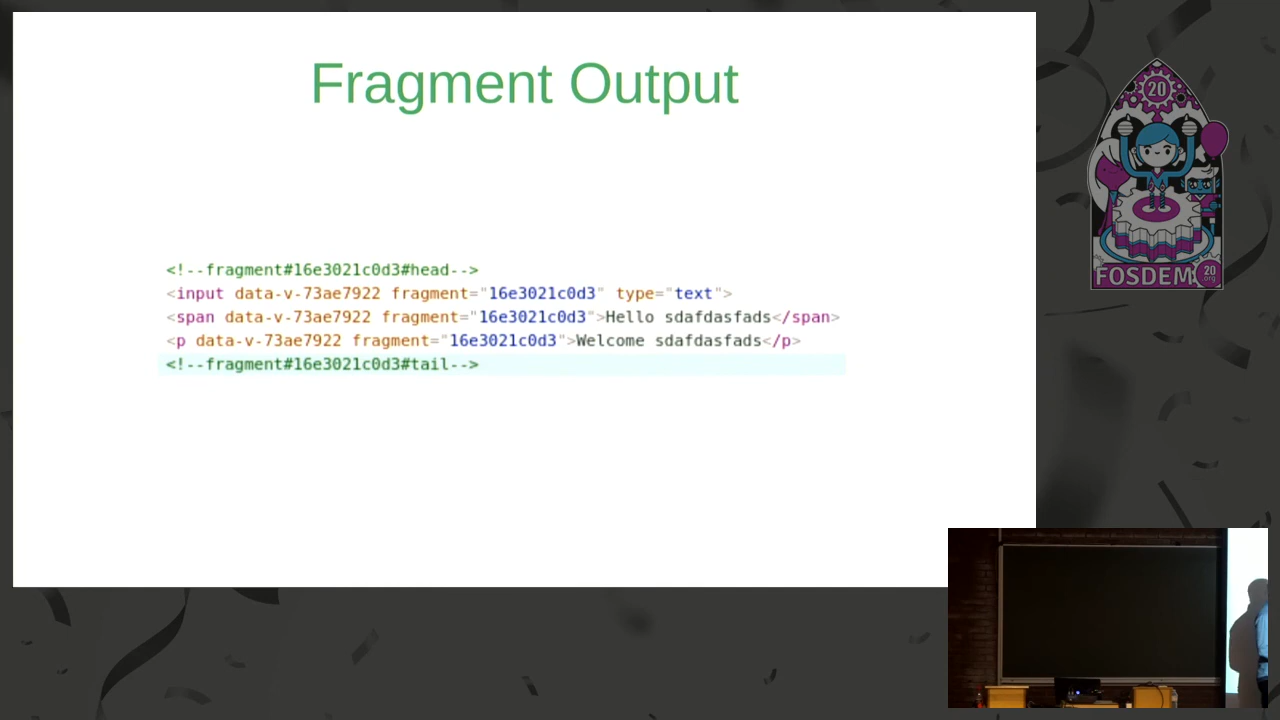 Fragment Output
<!--fragment#16e3021c0d3#head-->
<input data-v-73ae7922 fragment="16e3021c0d3" type="text">
<span data-v-73ae7922 fragment="16e3021c0d3">Hello sdafdasfads</span>
<p data-v-73ae7922 fragment="16e3021c0d3">Welcome sdafdasfads</p>
<!--fragment#16e3021c0d3#tail-->
20
FOSDEM
20
.org